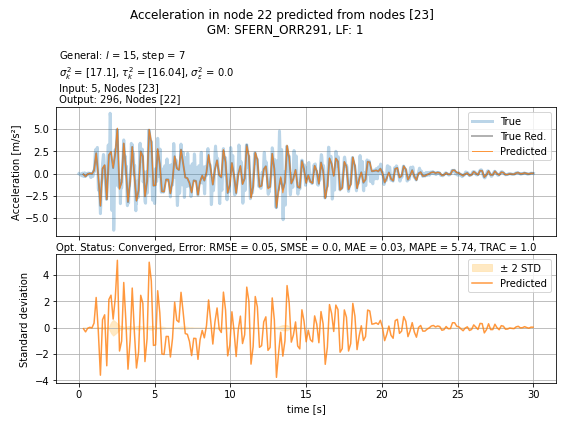 Acceleration in node 22 predicted from nodes [23]
GM: SFERN_ORR291, LF: 1
General: l = 15, step = 7
σ²ₖ = [17.1], τ²ₖ = [16.04], σ²ε = 0.0
Input: 5, Nodes [23]
Output: 296, Nodes [22]
Acceleration [m/s²]
5.0
2.5
0.0
−2.5
−5.0
True
True Red.
Predicted
Opt. Status: Converged, Error: RMSE = 0.05, SMSE = 0.0, MAE = 0.03, MAPE = 5.74, TRAC = 1.0
Standard deviation
4
2
0
−2
−4
± 2 STD
Predicted
0 5 10 15 20 25 30
time [s]